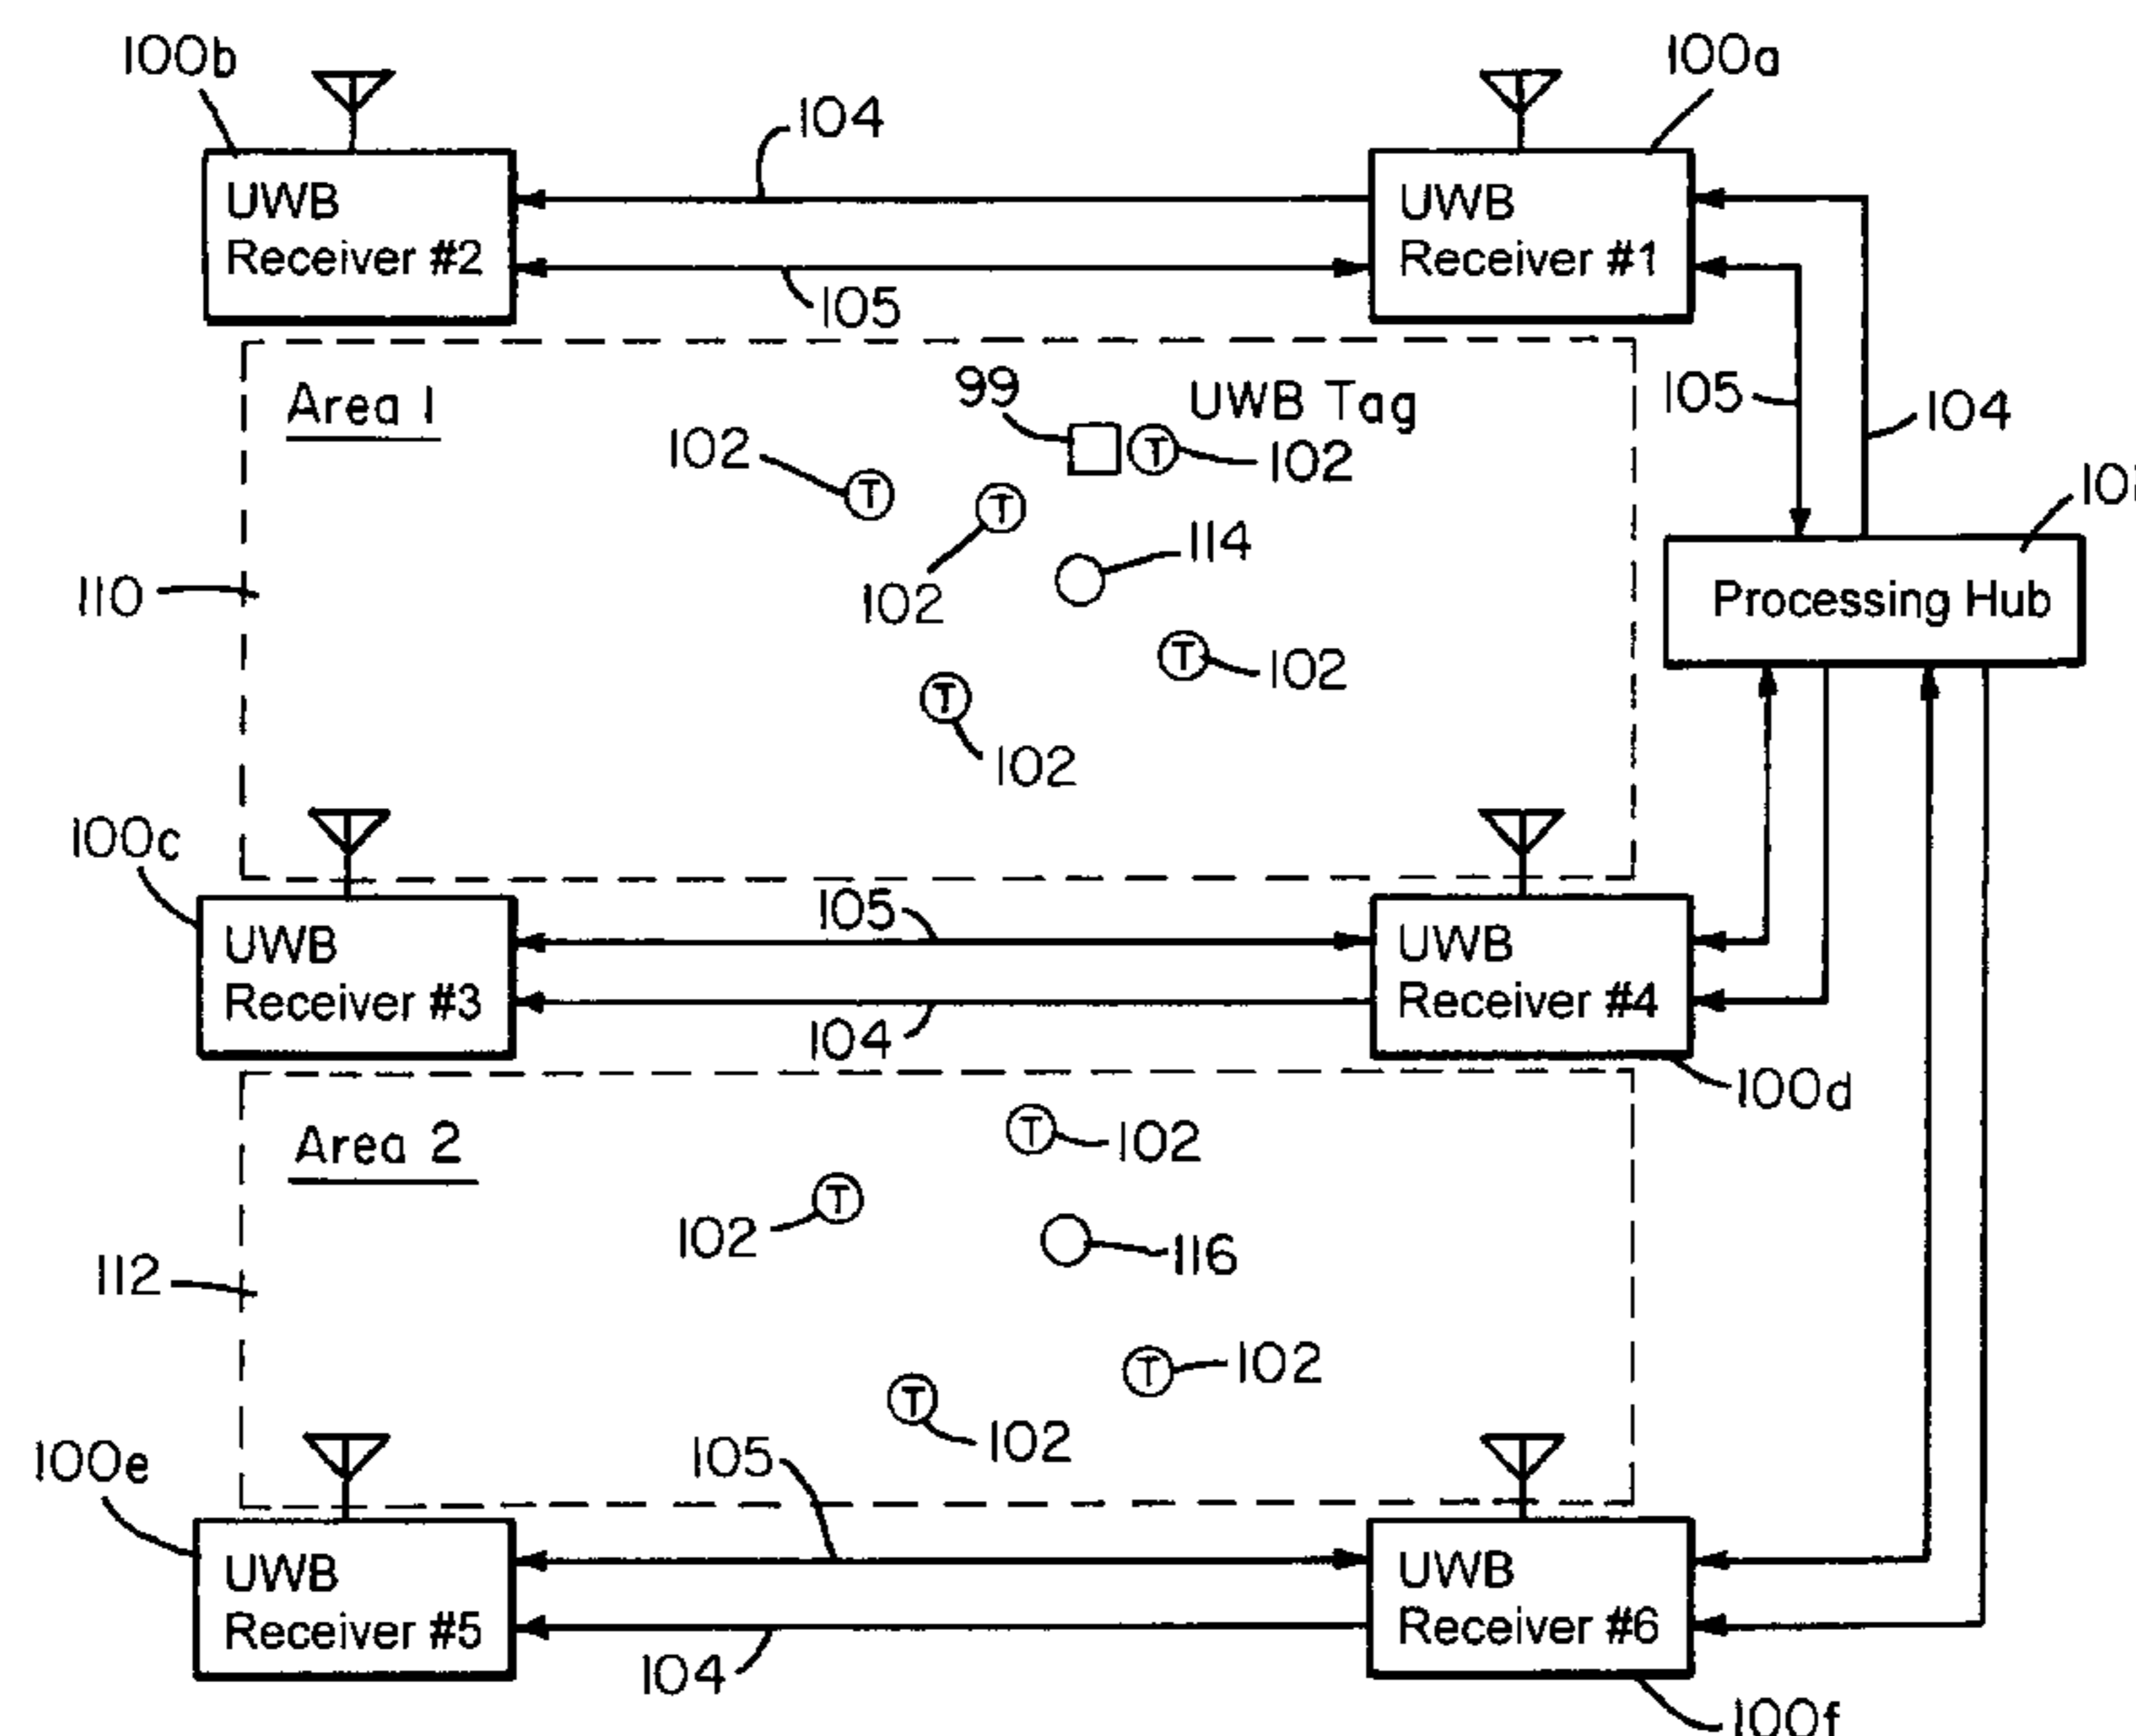 100b
100a
104
UWB
Receiver #2
UWB
Receiver #1
105
Area 1
99
UWB Tag
102
102
105
104
114
102
110
Processing Hub
102
102
100c
105
UWB
Receiver #3
UWB
Receiver #4
104
100d
Area 2
102
102
116
112
102
102
100e
105
UWB
Receiver #5
UWB
Receiver #6
104
100f
T
T
T
T
T
T
T
T
T